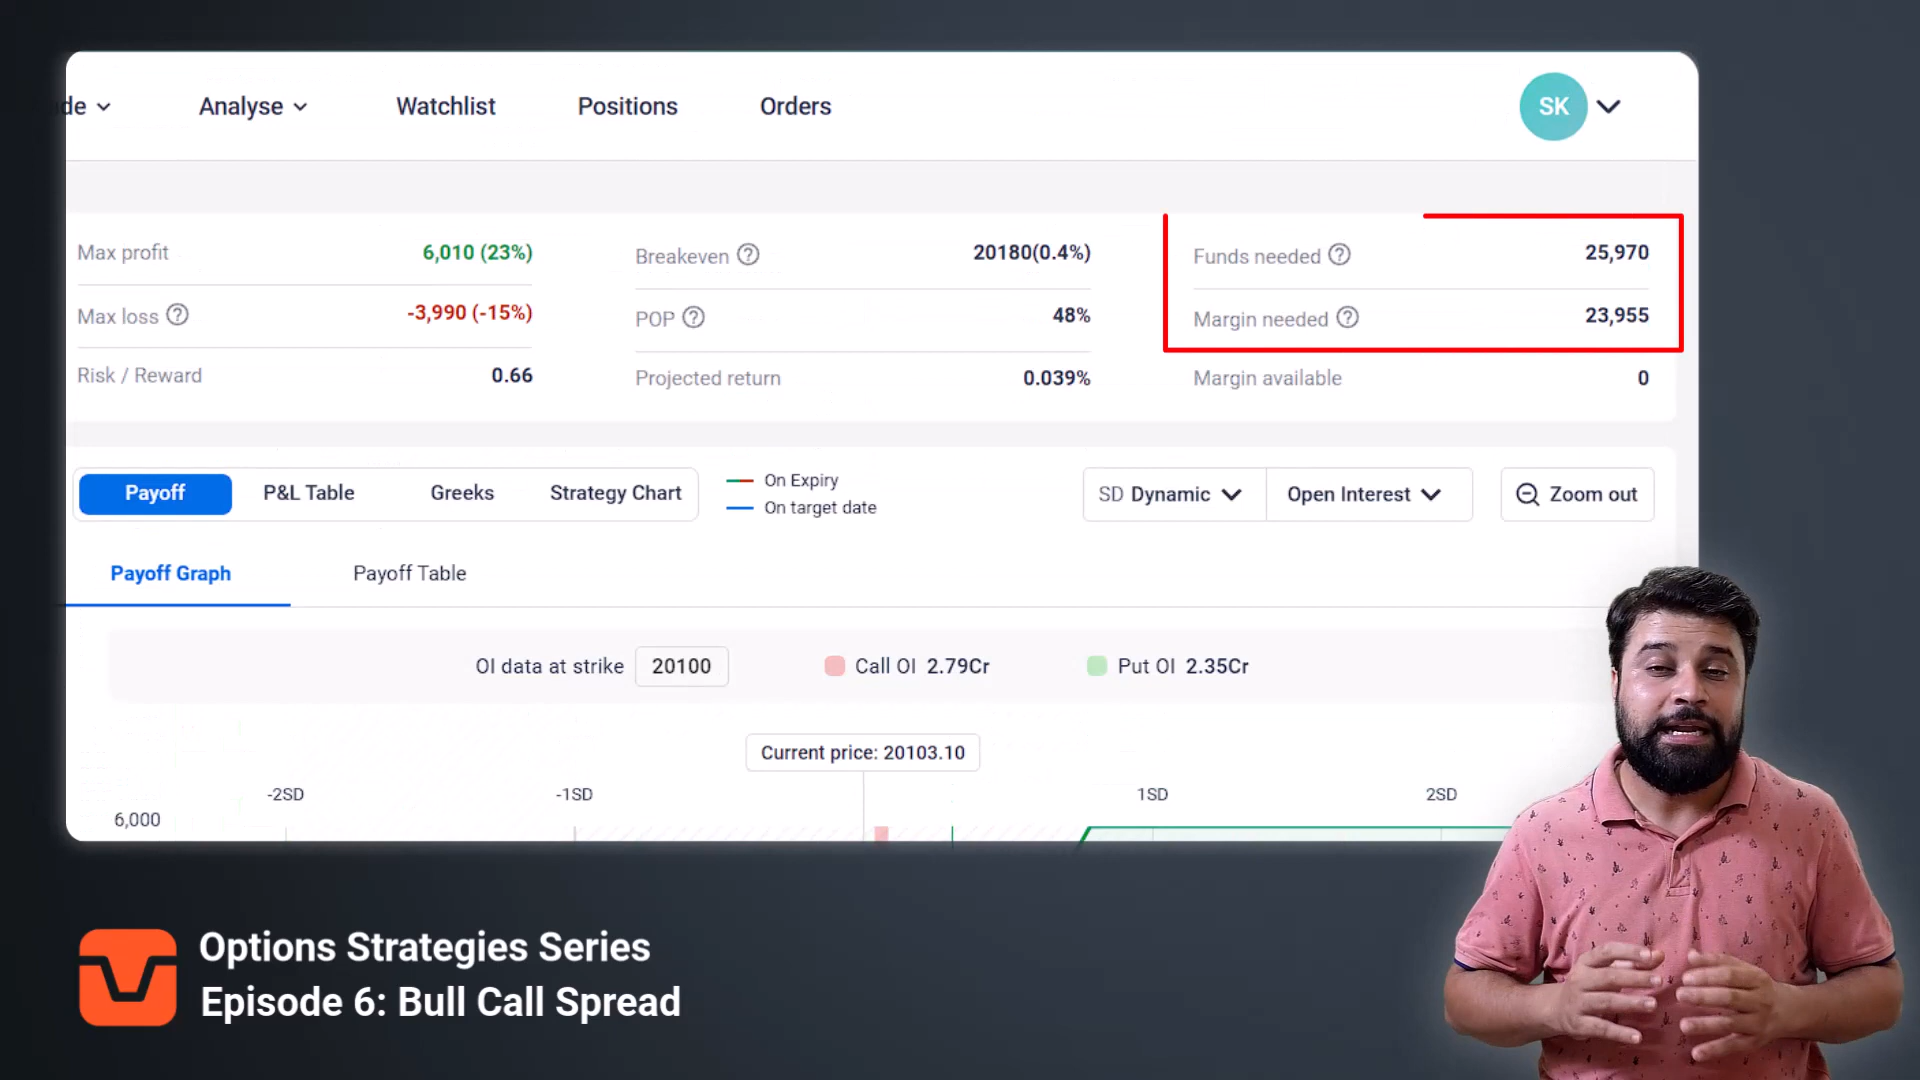 de
Analyse
Watchlist
Positions
Orders
SK
Max profit 6,010 (23%)
Breakeven ? 20180(0.4%)
Funds needed ? 25,970
Max loss ? -3,990 (-15%)
POP ? 48%
Margin needed ? 23,955
Risk / Reward 0.66
Projected return 0.039%
Margin available 0
Payoff
P&L Table
Greeks
Strategy Chart
On Expiry
On target date
SD Dynamic
Open Interest
Zoom out
Payoff Graph
Payoff Table
OI data at strike 20100
Call OI 2.79Cr
Put OI 2.35Cr
Current price: 20103.10
-2SD
-1SD
1SD
2SD
6,000
Options Strategies Series
Episode 6: Bull Call Spread